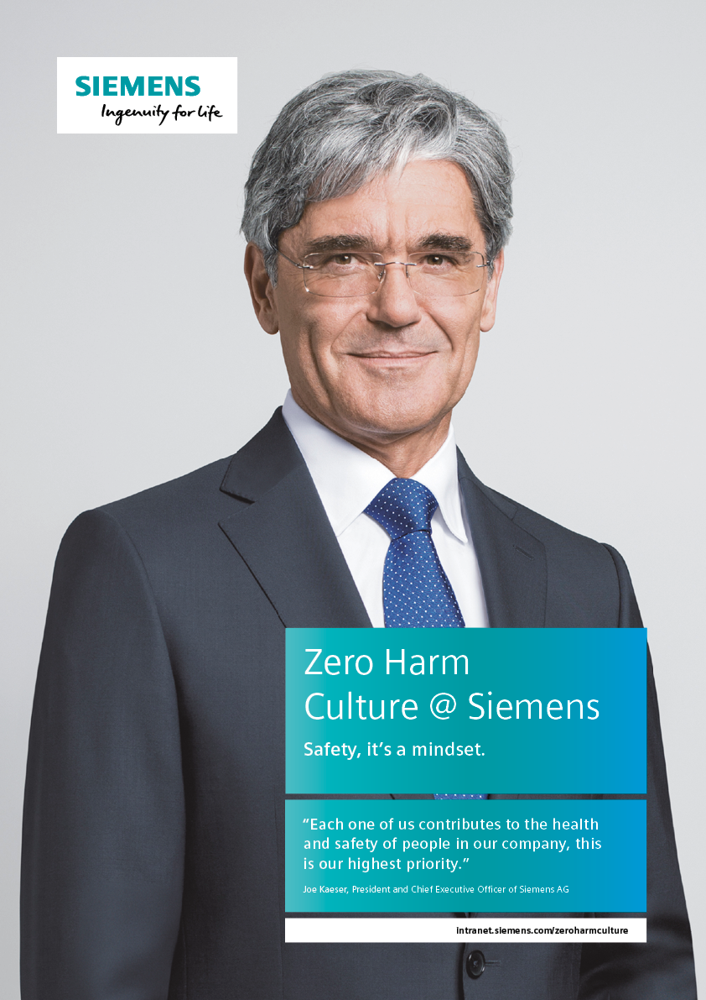 SIEMENS
Ingenuity for life
Zero Harm
Culture @ Siemens
Safety, it’s a mindset.
“Each one of us contributes to the health
and safety of people in our company, this
is our highest priority.”
Joe Kaeser, President and Chief Executive Officer of Siemens AG
intranet.siemens.com/zeroharmculture